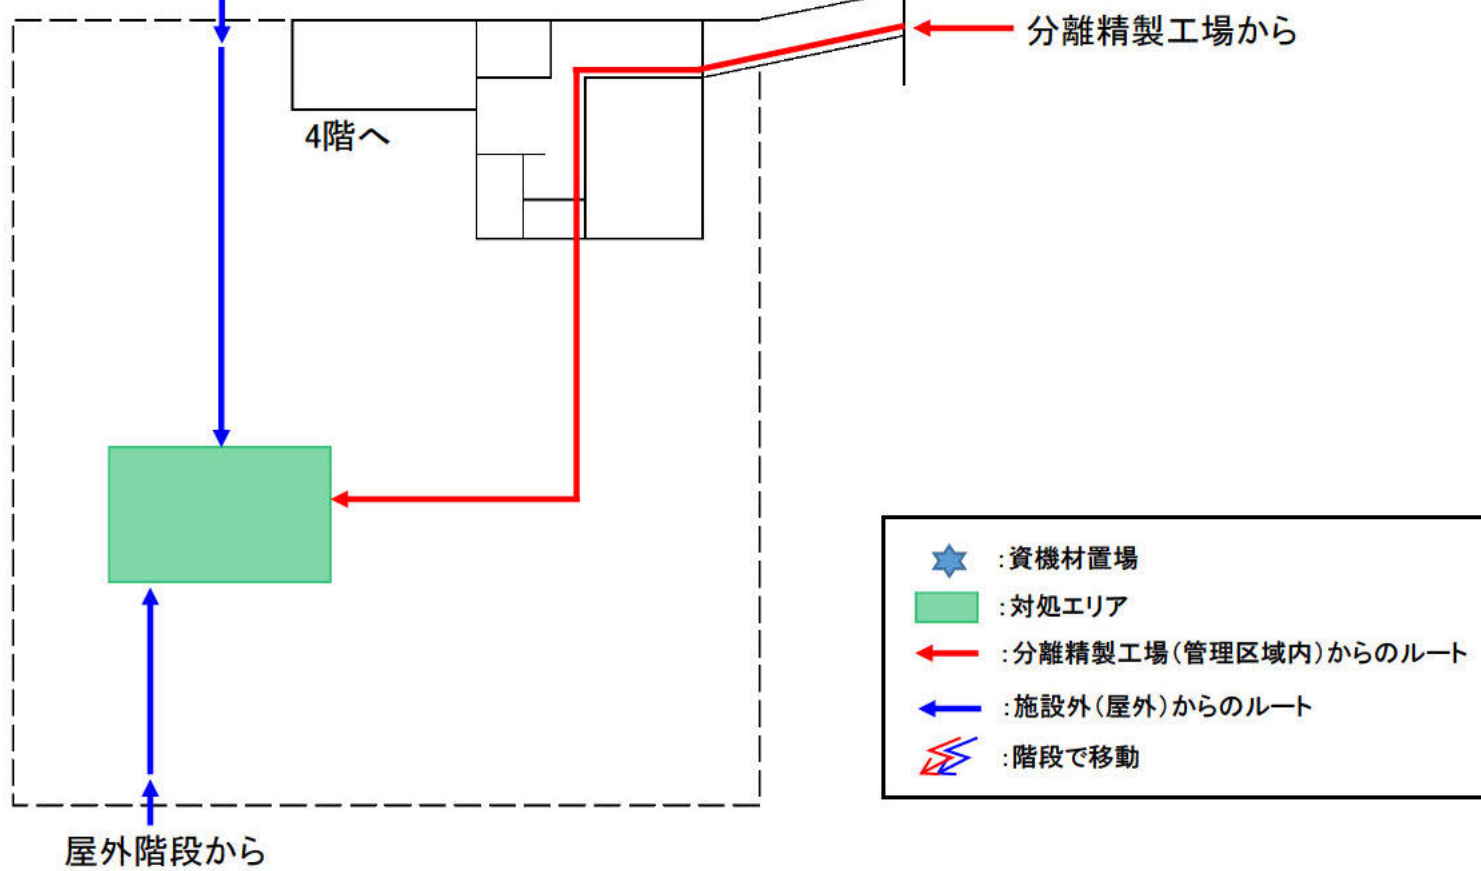 分離精製工場から
4階へ
:資機材置場
:対処エリア
:分離精製工場(管理区域内)からのルート
:施設外(屋外)からのルート
:階段で移動
屋外階段から